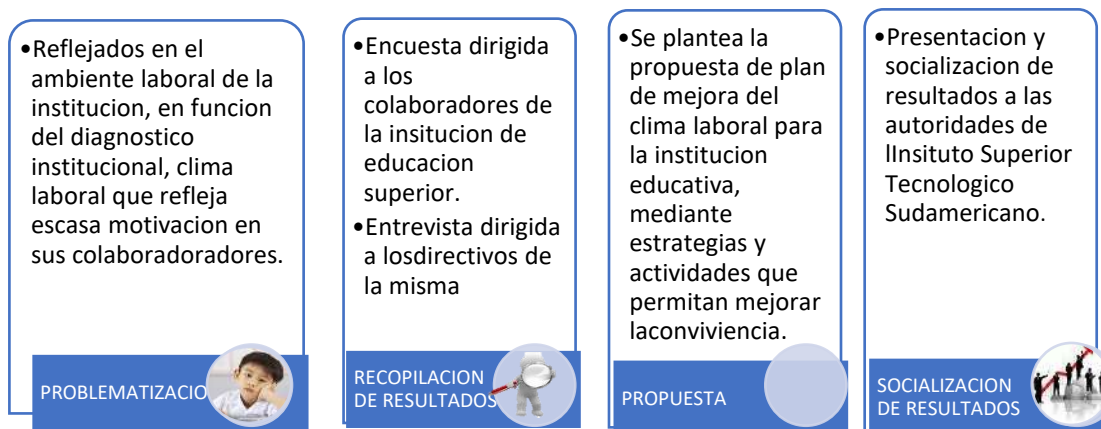 •Reflejados en el
ambiente laboral de la
institucion, en funcion
del diagnostico
institucional, clima
laboral que refleja
escasa motivacion en
sus colaboradoradores.
PROBLEMATIZACIO
•Encuesta dirigida
a los
colaboradores de
la insitucion de
educacion
superior.
•Entrevista dirigida
a losdirectivos de
la misma
RECOPILACION
DE RESULTADOS
•Se plantea la
propuesta de plan
de mejora del
clima laboral para
la institucion
educativa,
mediante
estrategias y
actividades que
permitan mejorar
laconviviencia.
PROPUESTA
•Presentacion y
socializacion de
resultados a las
autoridades de
lInsituto Superior
Tecnologico
Sudamericano.
SOCIALIZACION
DE RESULTADOS